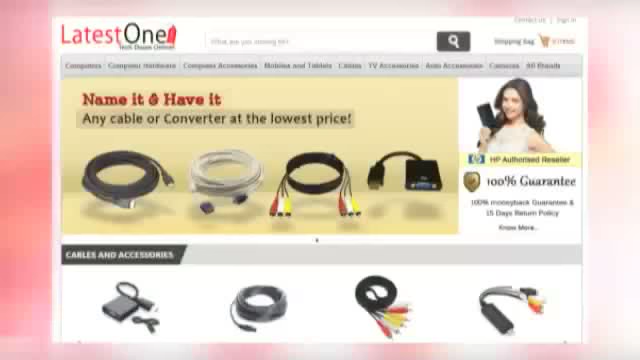 Contact Us | Sign In
LatestOne
Tech Deals Online!
What are you looking for?
Shopping Bag 0 ITEMS
Computers Computer Hardware Computer Accessories Mobiles and Tablets Cables TV Accessories Auto Accessories Cameras All Brands
Name it & Have it
Any cable or Converter at the lowest price!
HP Authorised Reseller
100% Guarantee
100% moneyback Guarantee &
15 Days Return Policy
Know More..
CABLES AND ACCESSORIES